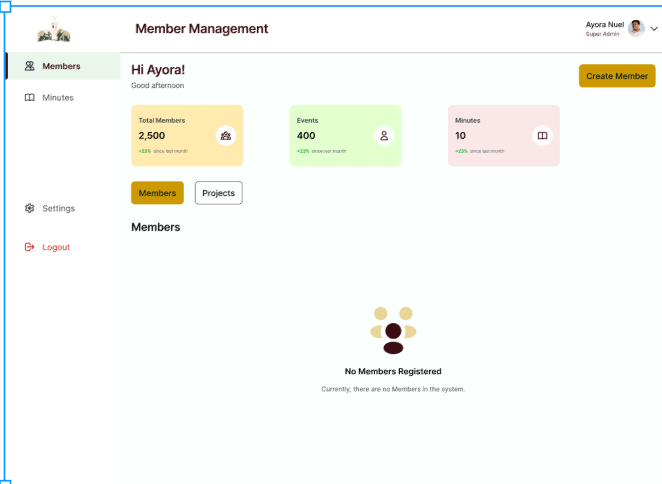 Member Management
Ayora Nuel
Super Admin
Members
Minutes
Settings
Logout
Hi Ayora!
Good afternoon
Create Member
Total Members
2,500
+23% since last month
Events
400
+23% since last month
Minutes
10
+23% since last month
Members
Projects
Members
No Members Registered
Currently, there are no Members in the system.